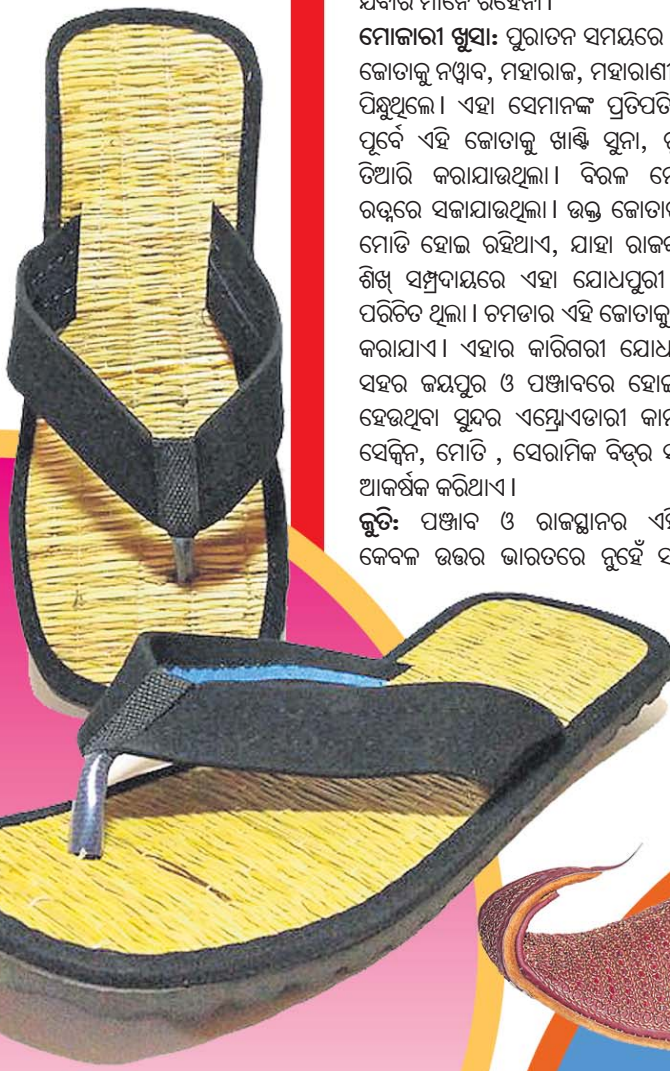 ଯିବାର ମାନେ ରହେନା।
ମୋଜାରୀ ଖୁସା: ପୁରାତନ ସମୟରେ
ଜୋତାକୁ ନୱାବ, ମହାରାଜ, ମହାରାଣୀ
ପିନ୍ଧୁଥିଲେ। ଏହା ସେମାନଙ୍କ ପ୍ରତିପତି
ପୂର୍ବେ ଏହି ଜୋତାକୁ ଖାଣ୍ଟି ସୁନା,
ତିଆରି କରାଯାଉଥିଲା। ବିରଳ
ରତ୍ନରେ ସଜାଯାଉଥିଲା। ଉକ୍ତ ଜୋତା
ମୋଡି ହୋଇ ରହିଥାଏ, ଯାହା
ଶିଖ୍ ସମ୍ପ୍ରଦାୟରେ ଏହା ଯୋଧପୁରୀ
ପରିଚିତ ଥିଲା। ଚମଡାର ଏହି ଜୋତାକୁ
କରାଯାଏ। ଏହାର କାରିଗରୀ ଯୋଧ
ସହର ଜୟପୁର ଓ ପଞ୍ଜାବରେ ହୋଇ
ହେଉଥିବା ସୁନ୍ଦର ଏମ୍ବ୍ରୋଏଡାରୀ
ସେକ୍ୱିନ, ମୋତି , ସେରାମିକ ବିଡ୍‌ର
ଆକର୍ଷକ କରିଥାଏ।
ଜୁତି: ପଞ୍ଜାବ ଓ ରାଜସ୍ଥାନର ଏହି
କେବଳ ଉତ୍ତର ଭାରତରେ ନୁହେଁ